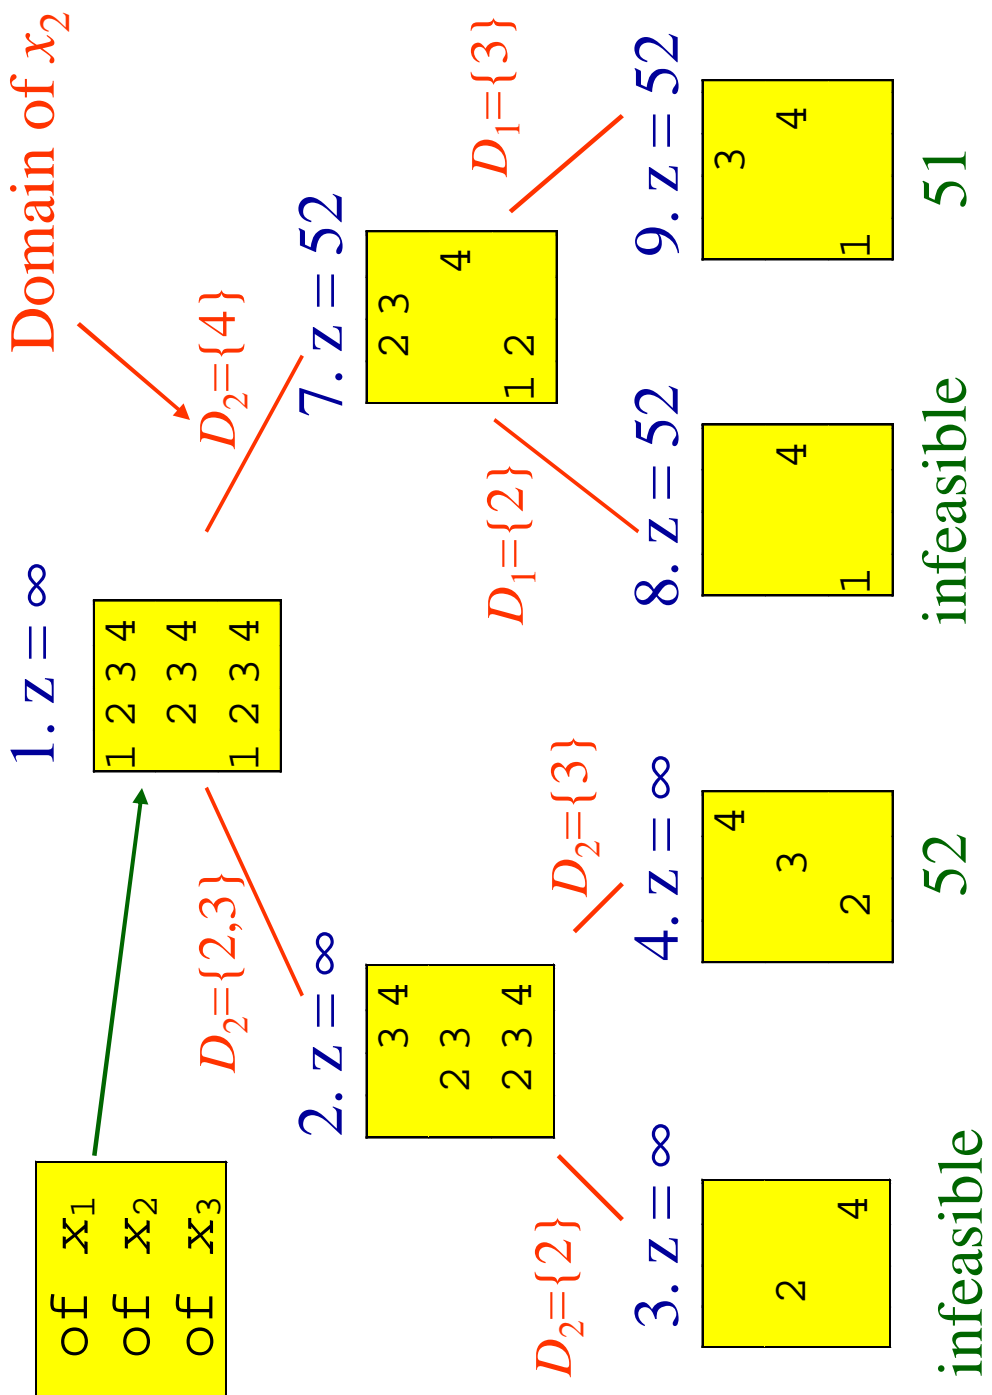 Domain of x₂
1. z = ∞
of x₁
of x₂
of x₃
1 2 3 4
2 3 4
1 2 3 4
D₂={2,3}
D₂={4}
2. z = ∞
3 4
2 3
2 3 4
7. z = 52
2 3
4
1 2
D₂={2}
D₂={3}
D₁={2}
D₁={3}
3. z = ∞
2
4
infeasible
4. z = ∞
4
3
2
52
8. z = 52
4
1
infeasible
9. z = 52
3
4
1
51